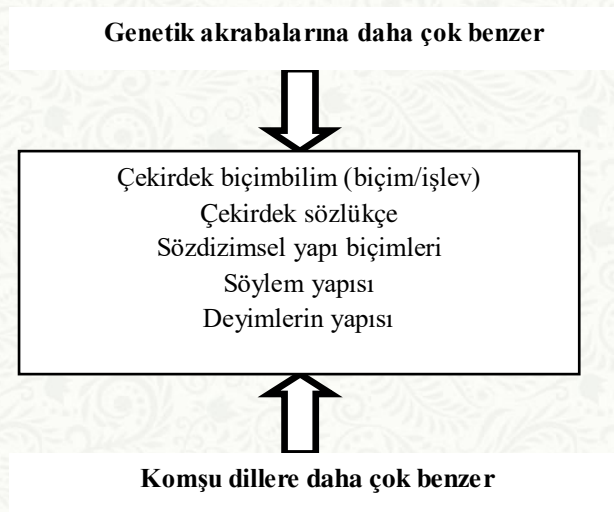 Genetik akrabalarına daha çok benzer
Çekirdek biçimbilim (biçim/işlev)
Çekirdek sözlükçe
Sözdizimsel yapı biçimleri
Söylem yapısı
Deyimlerin yapısı
Komşu dillere daha çok benzer